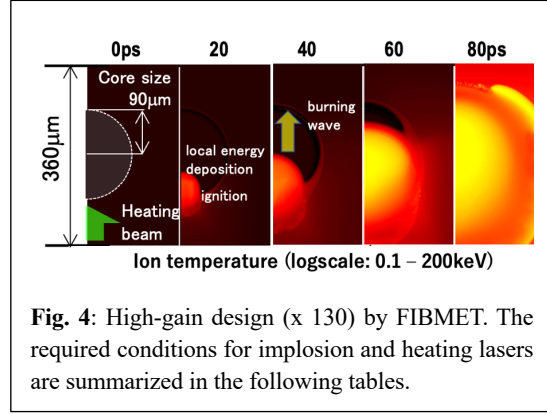 0ps 20 40 60 80ps
Core size
90μm
360μm
burning
wave
local energy
deposition
ignition
Heating
beam
Ion temperature (logscale: 0.1 – 200keV)
Fig. 4: High-gain design (x 130) by FIBMET. The
required conditions for implosion and heating lasers
are summarized in the following tables.